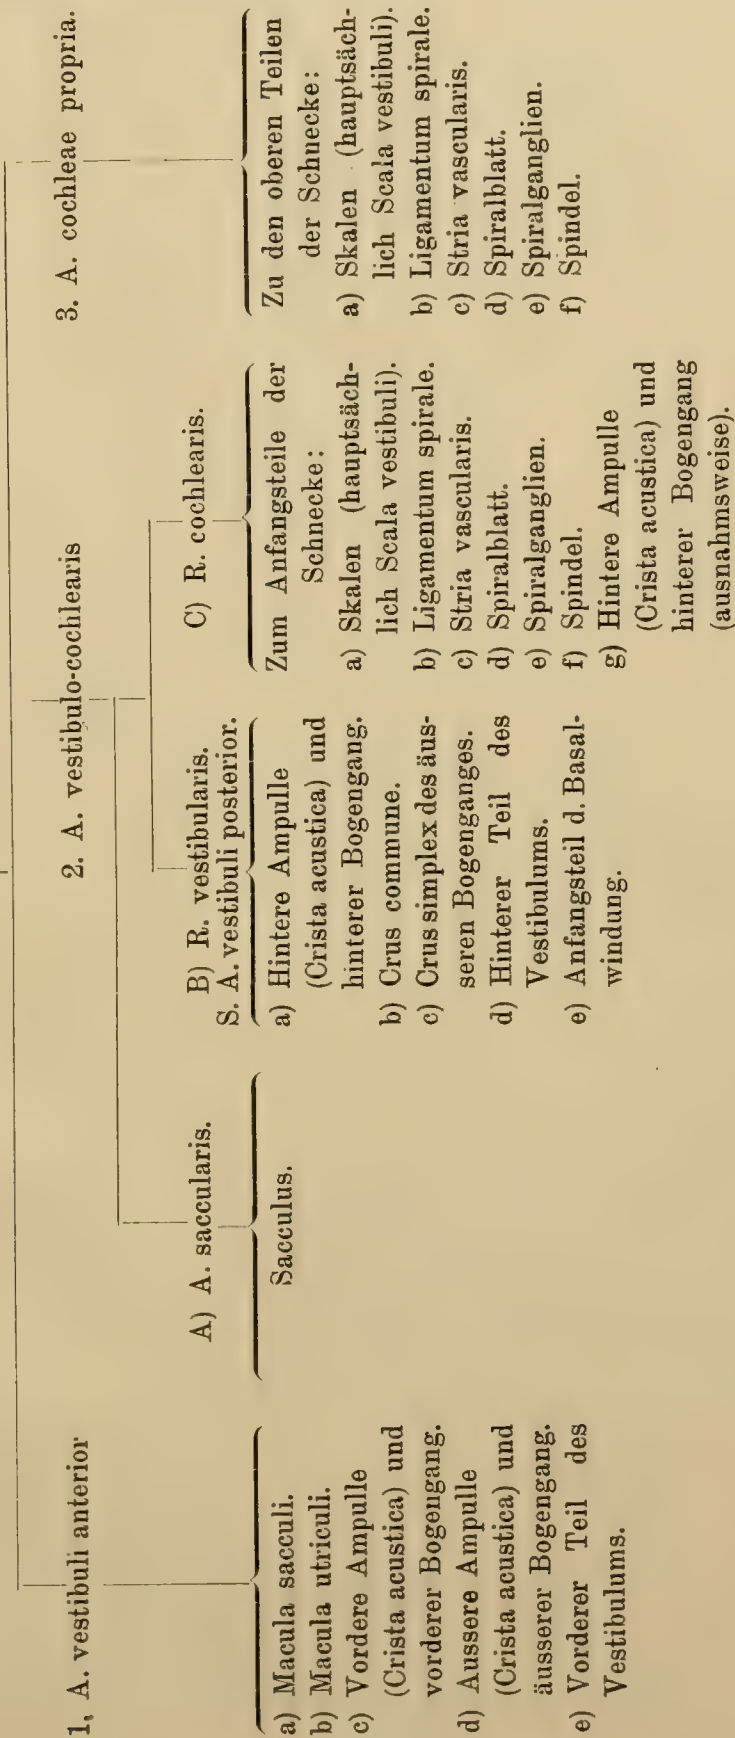 1, A. vestibuli anterior
a) Macula sacculi.
b) Macula utriculi.
c) Vordere Ampulle
(Crista acustica) und
vorderer Bogengang.
d) Aussere Ampulle
(Crista acustica) und
äusserer Bogengang.
e) Vorderer Teil des
Vestibulums.
2. A. vestibulo-cochlearis
A) A. saccularis.
Sacculus.
B) R. vestibularis.
S. A. vestibuli posterior.
a) Hintere Ampulle
(Crista acustica) und
hinterer Bogengang.
b) Crus commune.
c) Crus simplex des äus-
seren Bogenganges.
d) Hinterer Teil des
Vestibulums.
e) Anfangsteil d. Basal-
windung.
C) R. cochlearis.
Zum Anfangsteile der
Schnecke:
a) Skalen (hauptsäch-
lich Scala vestibuli).
b) Ligamentum spirale.
c) Stria vascularis.
d) Spiralblatt.
e) Spiralganglien.
f) Spindel.
g) Hintere Ampulle
(Crista acustica) und
hinterer Bogengang
(ausnahmsweise).
3. A. cochleae propria.
Zu den oberen Teilen
der Schnecke:
a) Skalen (hauptsäch-
lich Scala vestibuli).
b) Ligamentum spirale.
c) Stria vascularis.
d) Spiralblatt.
e) Spiralganglien.
f) Spindel.